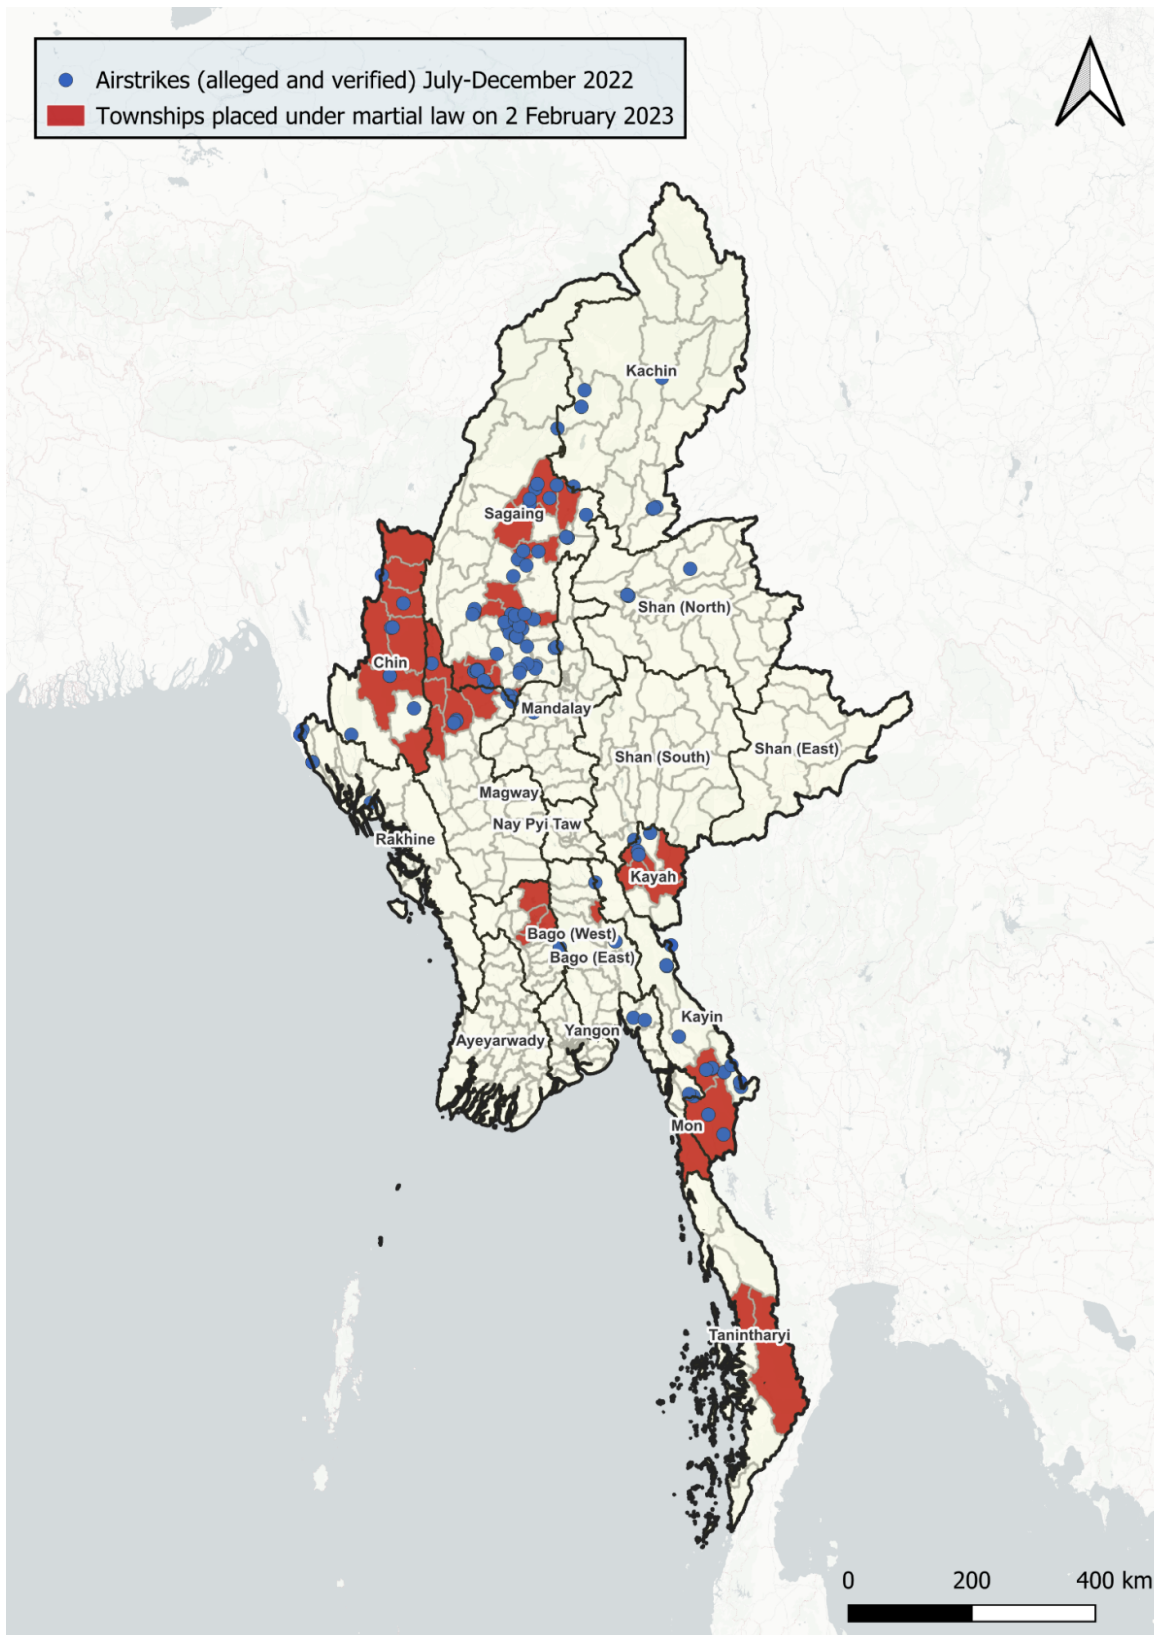 Airstrikes (alleged and verified) July-December 2022
Townships placed under martial law on 2 February 2023
Kachin
Sagaing
Shan (North)
Chin
Mandalay
Shan (East)
Shan (South)
Magway
Nay Pyi Taw
Rakhine
Kayah
Bago (West)
Bago (East)
Kayin
Yangon
Ayeyarwady
Mon
Tanintharyi
0 200 400 km